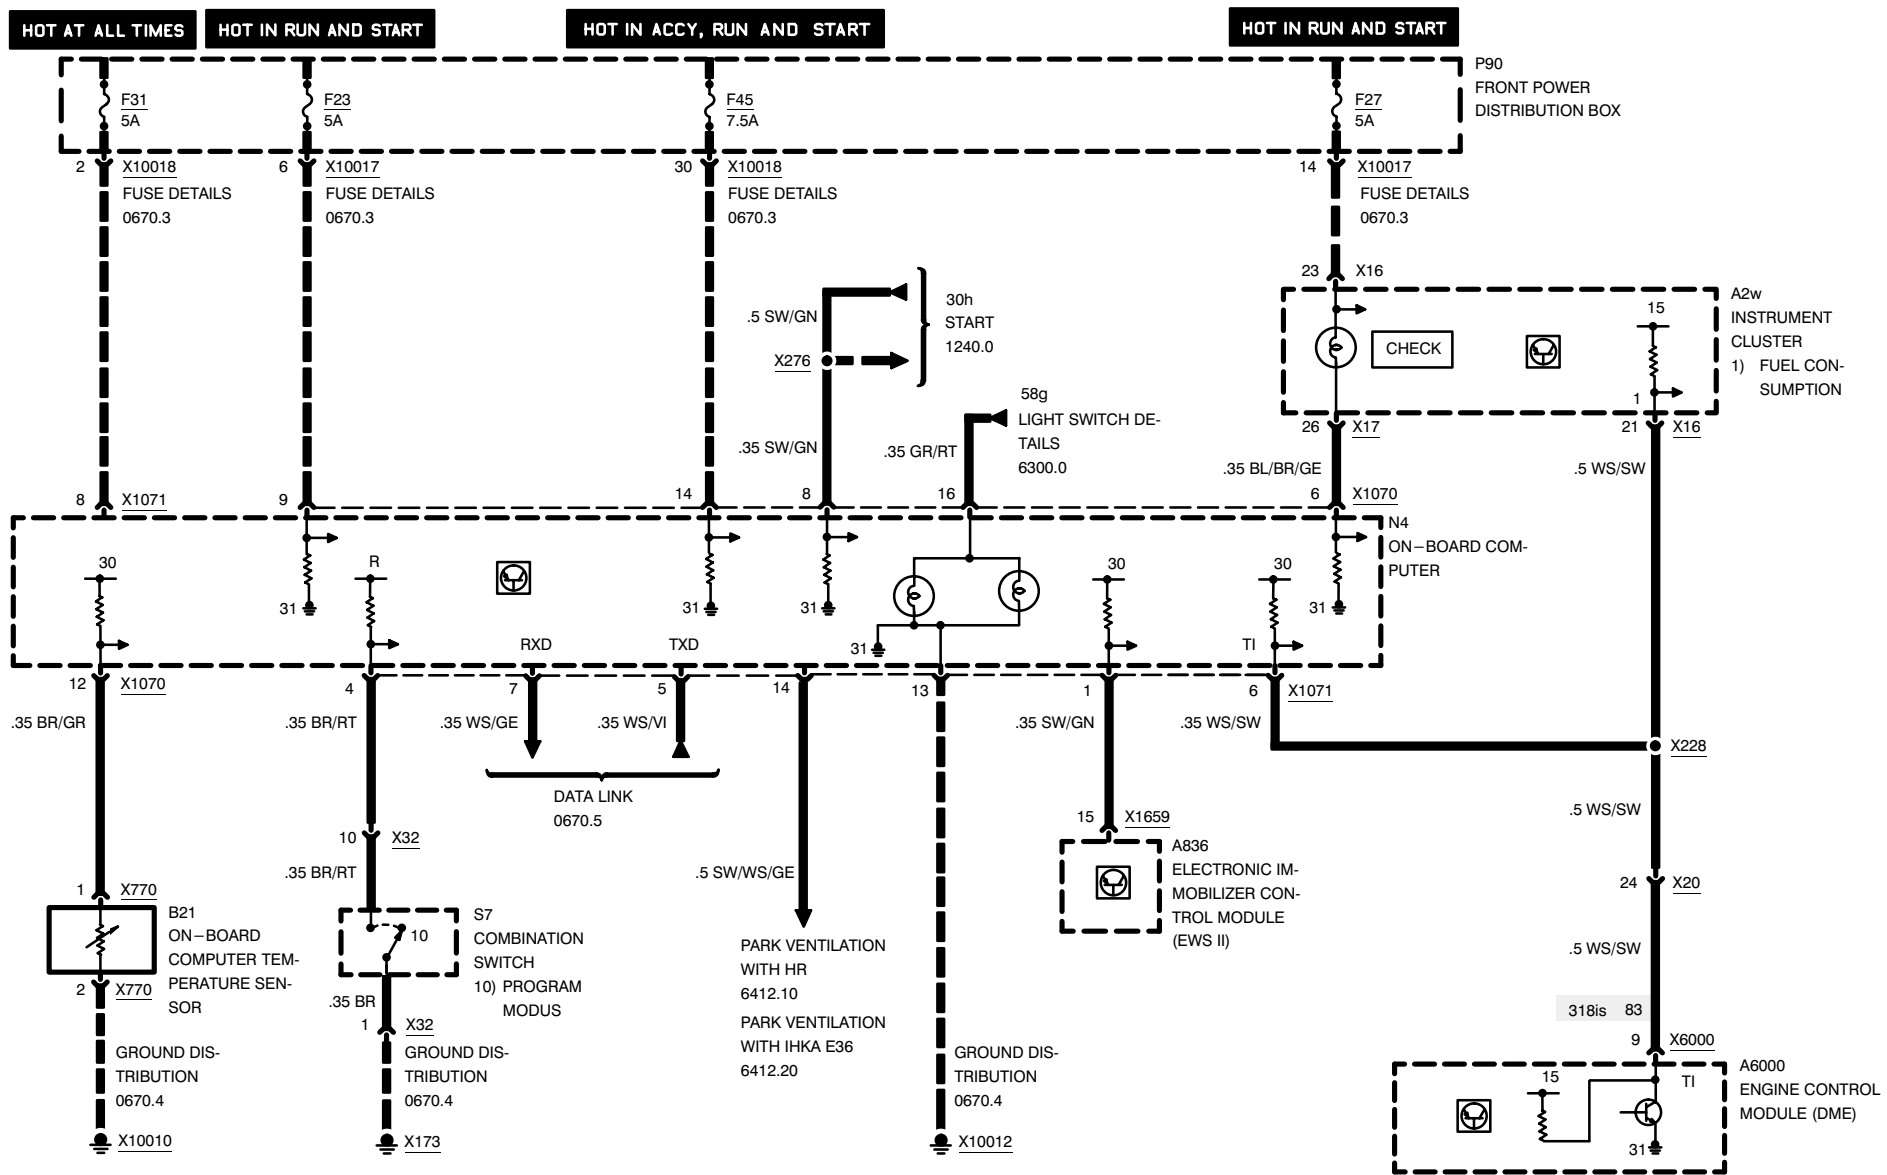 HOT AT ALL TIMES
HOT IN RUN AND START
HOT IN ACCY, RUN AND START
HOT IN RUN AND START
P90
FRONT POWER
DISTRIBUTION BOX
F31
5A
F23
5A
F45
7.5A
F27
5A
2
X10018
FUSE DETAILS
0670.3
6
X10017
FUSE DETAILS
0670.3
30
X10018
FUSE DETAILS
0670.3
14
X10017
FUSE DETAILS
0670.3
23
X16
A2w
INSTRUMENT
CLUSTER
1) FUEL CON-
SUMPTION
CHECK
15
1
.5 SW/GN
X276
30h
START
1240.0
.35 SW/GN
58g
LIGHT SWITCH DE-
TAILS
6300.0
.35 GR/RT
26
X17
.35 BL/BR/GE
21
X16
.5 WS/SW
8
X1071
9
14
8
16
6
X1070
N4
ON-BOARD COM-
PUTER
30
31
R
31
31
31
30
30
31
RXD
TXD
TI
12
X1070
4
7
5
14
13
1
6
X1071
.35 BR/GR
.35 BR/RT
.35 WS/GE
.35 WS/VI
.35 SW/GN
.35 WS/SW
X228
DATA LINK
0670.5
.5 WS/SW
10
X32
.35 BR/RT
.5 SW/WS/GE
15
X1659
A836
ELECTRONIC IM-
MOBILIZER CON-
TROL MODULE
(EWS II)
24
X20
.5 WS/SW
1
X770
B21
ON-BOARD
COMPUTER TEM-
PERATURE SEN-
SOR
2
X770
10
S7
COMBINATION
SWITCH
10) PROGRAM
MODUS
.35 BR
1
X32
PARK VENTILATION
WITH HR
6412.10
PARK VENTILATION
WITH IHKA E36
6412.20
318is 83
9
X6000
GROUND DIS-
TRIBUTION
0670.4
X10010
GROUND DIS-
TRIBUTION
0670.4
X173
GROUND DIS-
TRIBUTION
0670.4
X10012
A6000
ENGINE CONTROL
MODULE (DME)
15
TI
31